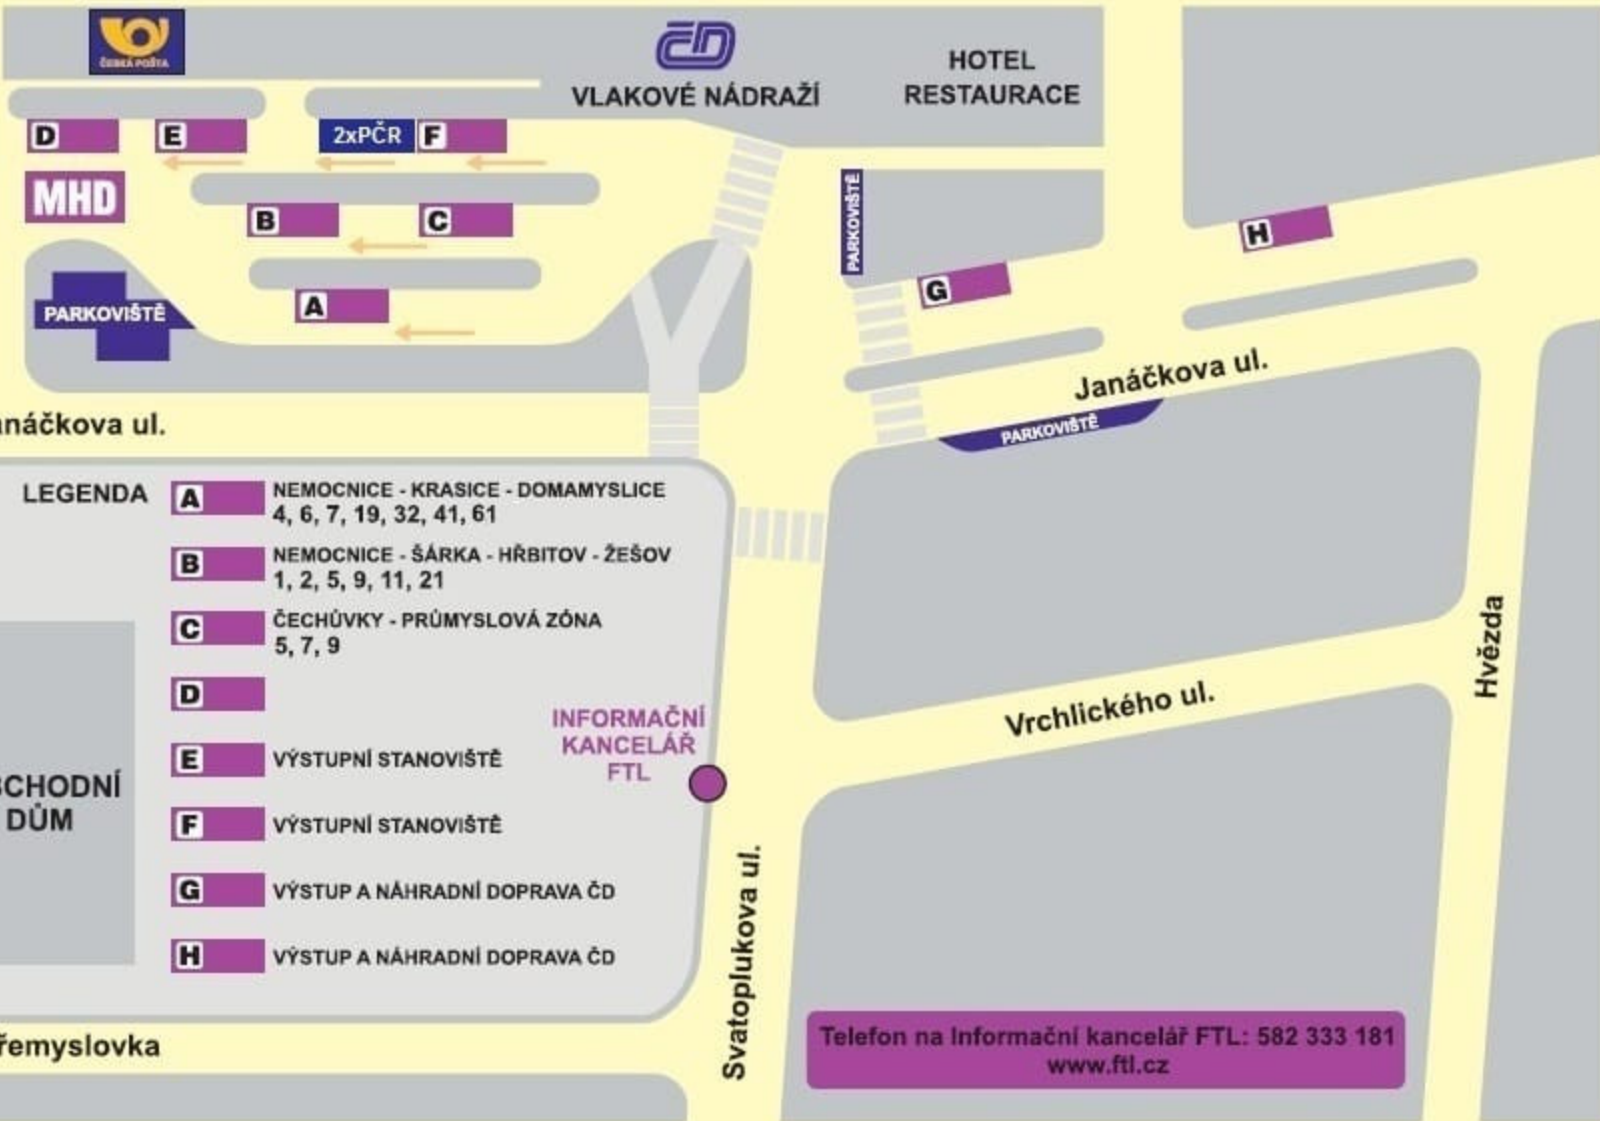 ČESKÁ POŠTA
ČD
VLAKOVÉ NÁDRAŽÍ
HOTEL
RESTAURACE
D
E
2xPČR
F
MHD
B
C
A
PARKOVIŠTĚ
PARKOVIŠTĚ
G
H
Janáčkova ul.
PARKOVIŠTĚ
anáčkova ul.
LEGENDA
A NEMOCNICE - KRASICE - DOMAMYSLICE
4, 6, 7, 19, 32, 41, 61
B NEMOCNICE - ŠÁRKA - HŘBITOV - ŽEŠOV
1, 2, 5, 9, 11, 21
C ČECHŮVKY - PRŮMYSLOVÁ ZÓNA
5, 7, 9
D
E VÝSTUPNÍ STANOVIŠTĚ
F VÝSTUPNÍ STANOVIŠTĚ
G VÝSTUP A NÁHRADNÍ DOPRAVA ČD
H VÝSTUP A NÁHRADNÍ DOPRAVA ČD
INFORMAČNÍ
KANCELÁŘ
FTL
BCHODNÍ
DŮM
Vrchlického ul.
Hvězda
Svatoplukova ul.
řemyslovka
Telefon na Informační kancelář FTL: 582 333 181
www.ftl.cz